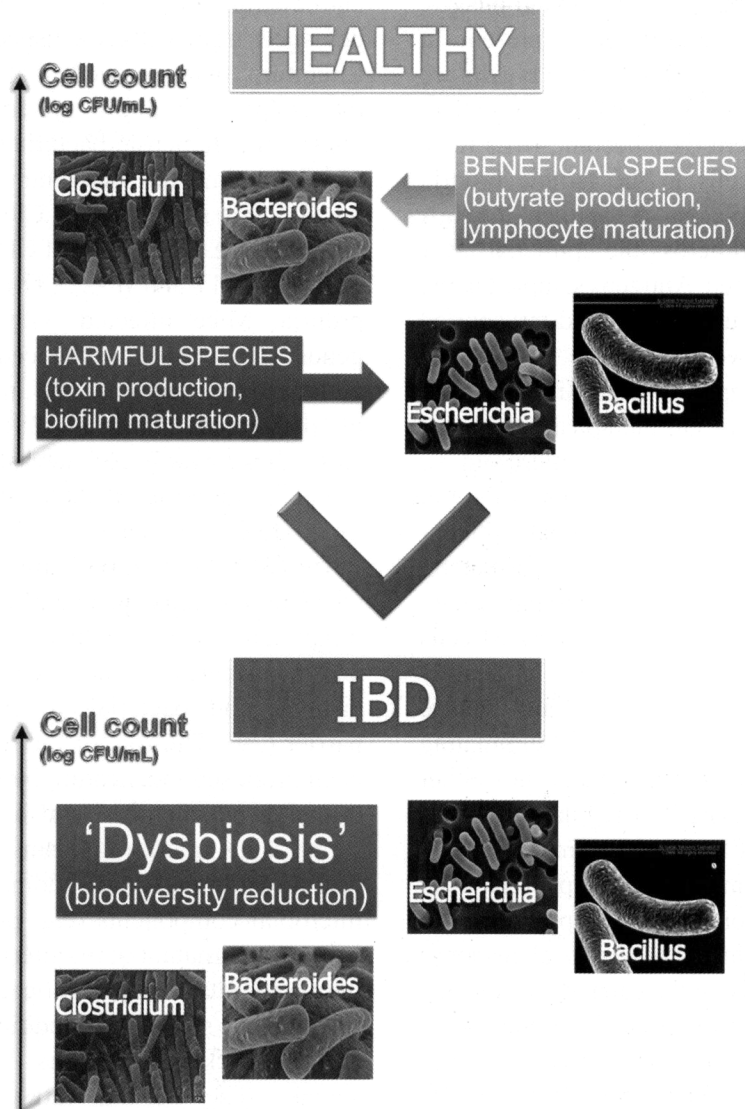 HEALTHY
Cell count
(log CFU/mL)
Clostridium
Bacteroides
BENEFICIAL SPECIES
(butyrate production,
lymphocyte maturation)
HARMFUL SPECIES
(toxin production,
biofilm maturation)
Escherichia
Bacillus
IBD
Cell count
(log CFU/mL)
'Dysbiosis'
(biodiversity reduction)
Escherichia
Bacillus
Clostridium
Bacteroides